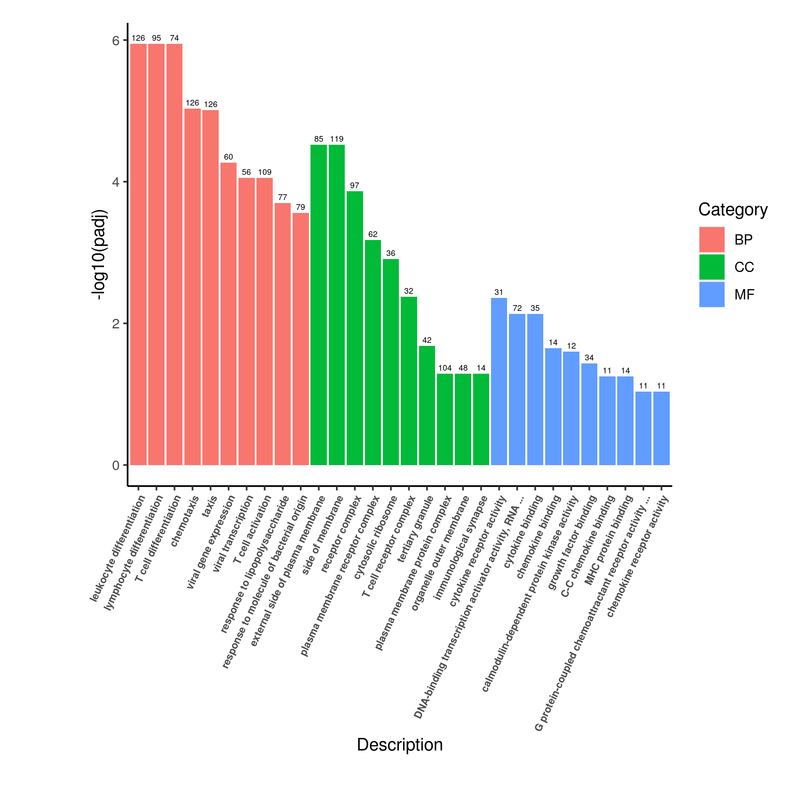 6
4
2
0
-log10(padj)
126 95 74 126 126 60 56 109 77 79 85 119 97 62 36 32 42 104 48 14 31 72 35 14 12 34 11 14 11 11
leukocyte differentiation
lymphocyte differentiation
T cell differentiation
chemotaxis
taxis
viral gene expression
viral transcription
T cell activation
response to lipopolysaccharide
response to molecule of bacterial origin
external side of plasma membrane
side of membrane
receptor complex
plasma membrane receptor complex
cytosolic ribosome
T cell receptor complex
tertiary granule
plasma membrane protein complex
organelle outer membrane
immunological synapse
cytokine receptor activity
DNA-binding transcription activator activity, RNA ...
cytokine binding
chemokine binding
calmodulin-dependent protein kinase activity
growth factor binding
C-C chemokine binding
MHC protein binding
G protein-coupled chemoattractant receptor activity ...
chemokine receptor activity
Description
Category
BP
CC
MF